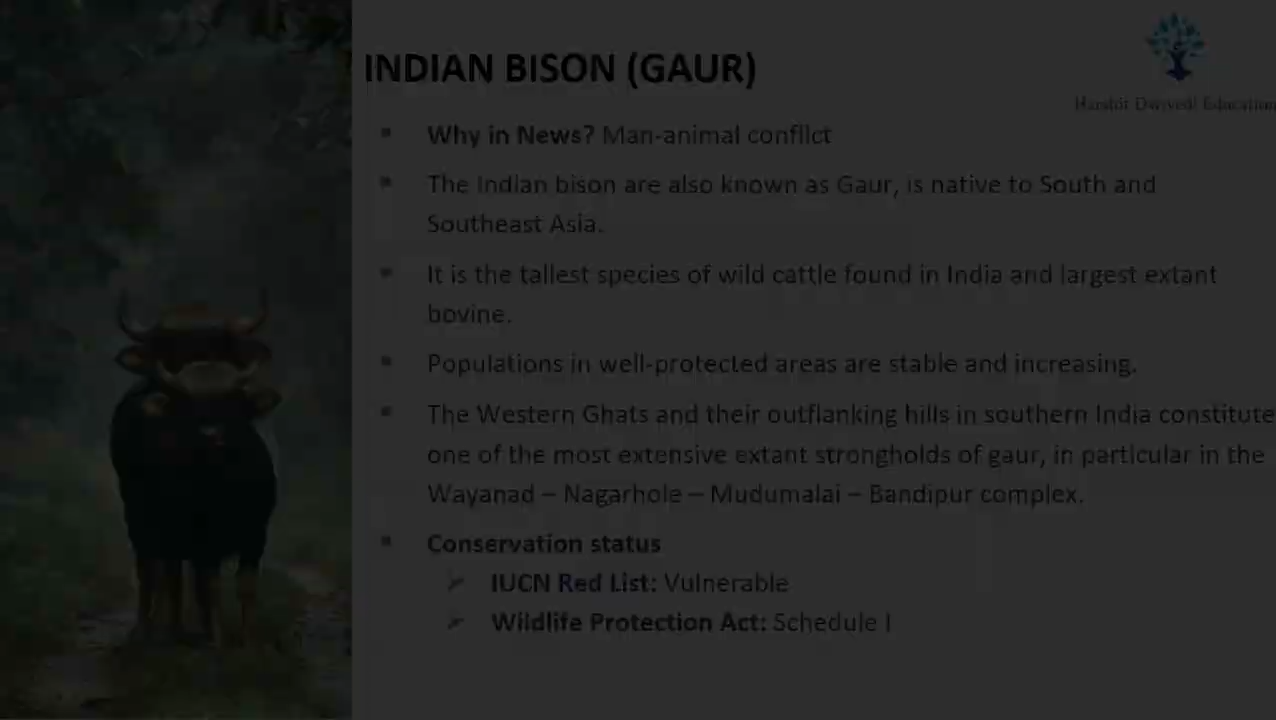 INDIAN BISON (GAUR)
Harshit Dwivedi Education
▪ Why in News? Man-animal conflict
▪ The Indian bison are also known as Gaur, is native to South and
Southeast Asia.
▪ It is the tallest species of wild cattle found in India and largest extant
bovine.
▪ Populations in well-protected areas are stable and increasing.
▪ The Western Ghats and their outflanking hills in southern India constitute
one of the most extensive extant strongholds of gaur, in particular in the
Wayanad – Nagarhole – Mudumalai – Bandipur complex.
▪ Conservation status
➢ IUCN Red List: Vulnerable
➢ Wildlife Protection Act: Schedule I